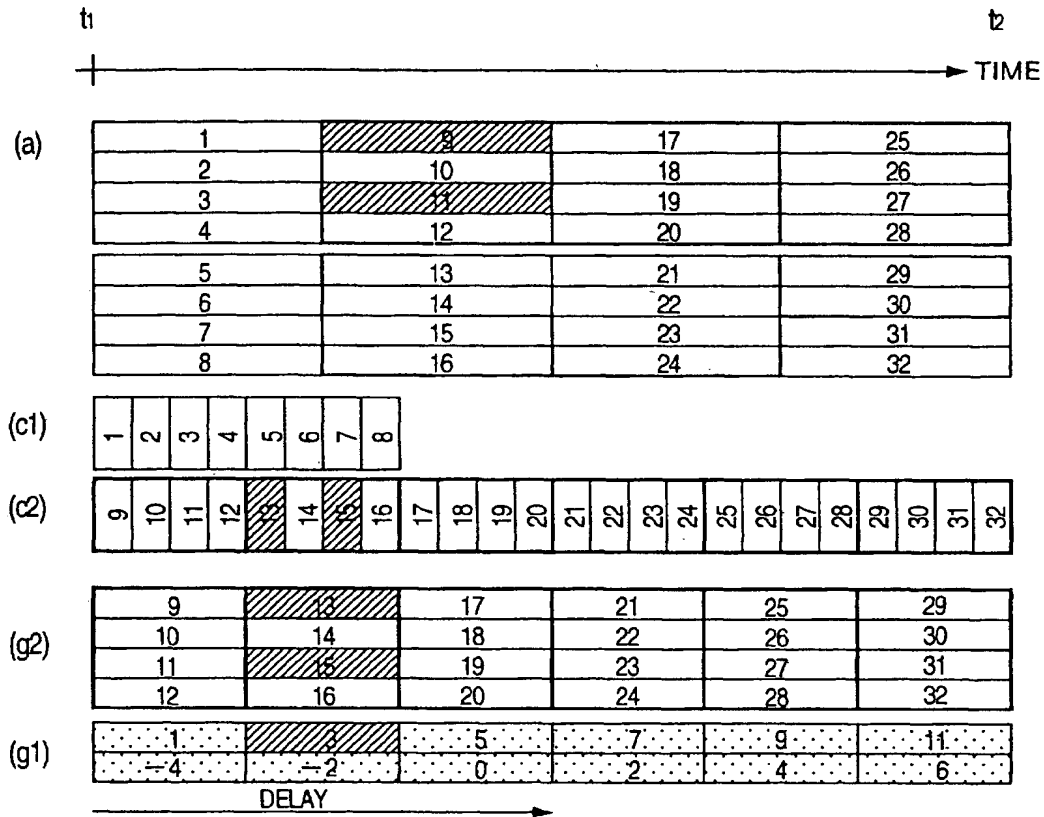 t1 t2
TIME
(a)
1 9 17 25
2 10 18 26
3 11 19 27
4 12 20 28
5 13 21 29
6 14 22 30
7 15 23 31
8 16 24 32
(c1) 1 2 3 4 5 6 7 8
(c2) 9 10 11 12 13 14 15 16 17 18 19 20 21 22 23 24 25 26 27 28 29 30 31 32
(g2)
9 13 17 21 25 29
10 14 18 22 26 30
11 15 19 23 27 31
12 16 20 24 28 32
(g1)
1 3 5 7 9 11
-4 -2 0 2 4 6
DELAY